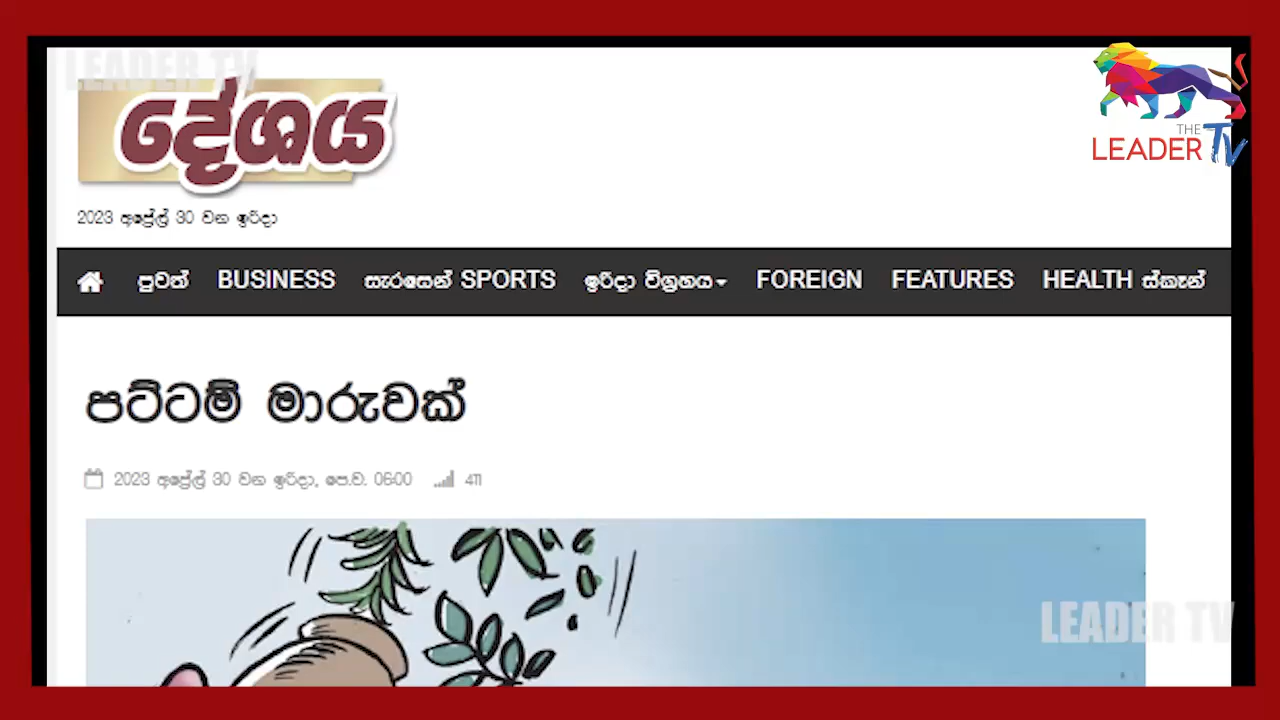 LEADER TV
දේශය
THE
LEADER TV
2023 අප්‍රේල් 30 වන ඉරිදා
පුවත් BUSINESS සැරසෙන් SPORTS ඉරිදා විග්‍රහය FOREIGN FEATURES HEALTH ස්කෑන්
පට්ටම් මාරුවක්
2023 අප්‍රේල් 30 වන ඉරිදා, පෙ.ව. 06:00 411
LEADER TV